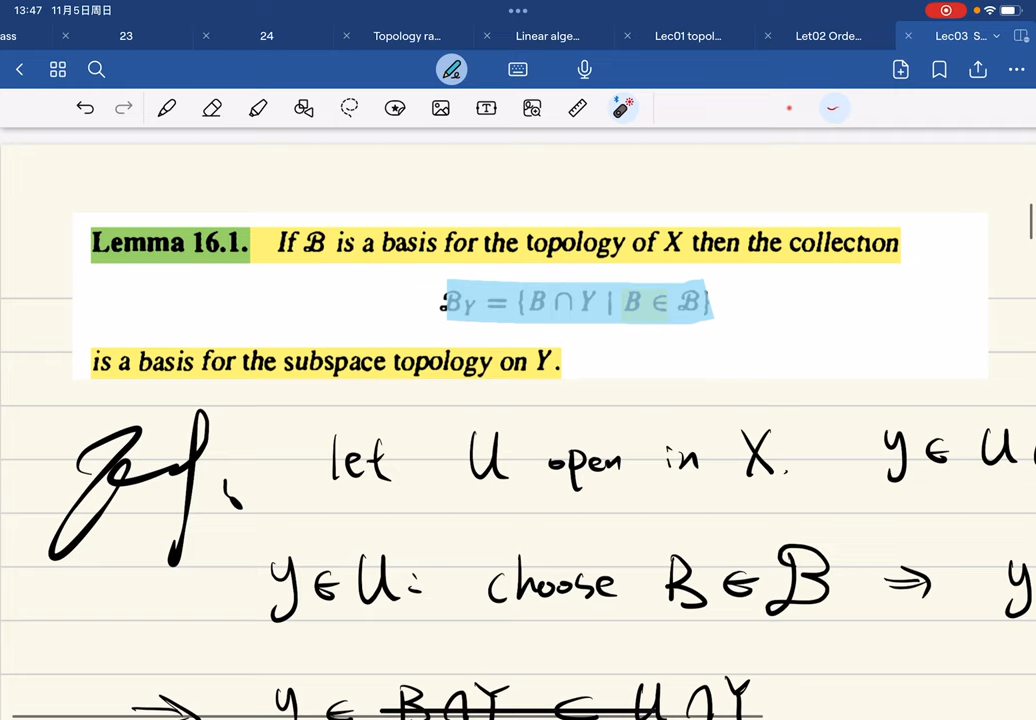 13:47 11月5日周日
ass 23 24 Topology ra... Linear alge... Lec01 topol... Let02 Orde... Lec03 S...
Lemma 16.1. If ℬ is a basis for the topology of X then the collection
ℬ_Y = {B ∩ Y | B ∈ ℬ}
is a basis for the subspace topology on Y.
let U open in X. y ∈ U
y ∈ U: choose B ∈ ℬ ⇒ y
⇒ y ∈ B∩Y ⊂ U∩Y